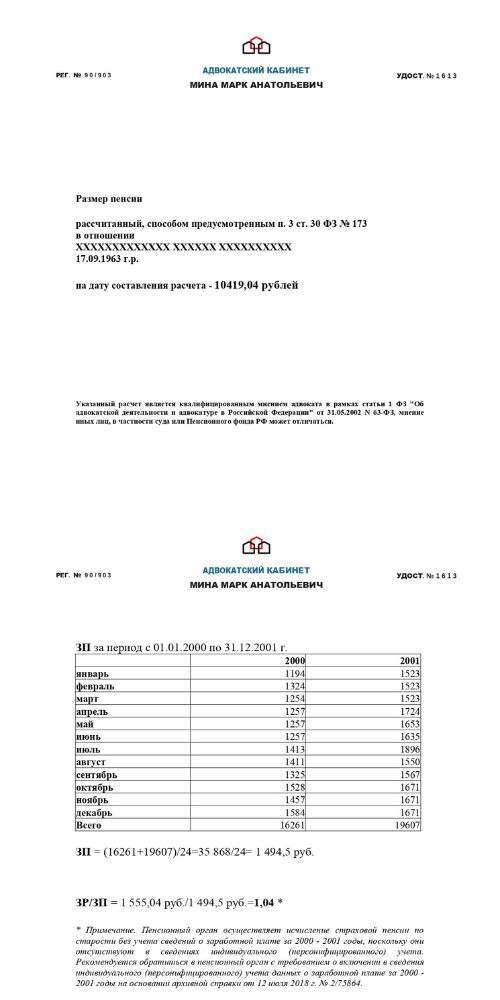 РЕГ. № 90/903
АДВОКАТСКИЙ КАБИНЕТ
МИНА МАРК АНАТОЛЬЕВИЧ
УДОСТ. № 1613
Размер пенсии
рассчитанный, способом предусмотренным п. 3 ст. 30 ФЗ № 173
в отношении
ХХХХХХХХХХХХХ ХХХХХХ ХХХХХХХХХХ
17.09.1963 г.р.
на дату составления расчета - 10419,04 рублей
Указанный расчет является квалифицированным мнением адвоката в рамках статьи 1 ФЗ "Об
адвокатской деятельности и адвокатуре в Российской Федерации" от 31.05.2002 N 63-ФЗ, мнение
иных лиц, в частности суда или Пенсионного фонда РФ может отличаться.
РЕГ. № 90/903
АДВОКАТСКИЙ КАБИНЕТ
МИНА МАРК АНАТОЛЬЕВИЧ
УДОСТ. № 1613
ЗП за период с 01.01.2000 по 31.12.2001 г.
2000 2001
январь 1194 1523
февраль 1324 1523
март 1254 1523
апрель 1257 1724
май 1257 1653
июнь 1257 1635
июль 1413 1896
август 1411 1550
сентябрь 1325 1567
октябрь 1528 1671
ноябрь 1457 1671
декабрь 1584 1671
Всего 16261 19607
ЗП = (16261+19607)/24=35 868/24= 1 494,5 руб.
ЗР/ЗП = 1 555,04 руб./1 494,5 руб.=1,04 *
* Примечание. Пенсионный орган осуществляет исчисление страховой пенсии по
старости без учета сведений о заработной плате за 2000 - 2001 годы, поскольку они
отсутствуют в сведениях индивидуального (персонифицированного) учета.
Рекомендуется обратиться в пенсионный орган с требованием о включении в сведения
индивидуального (персонифицированного) учета данных о заработной плате за 2000 -
2001 годы на основании архивной справки от 12 июля 2018 г. № 2/75864.